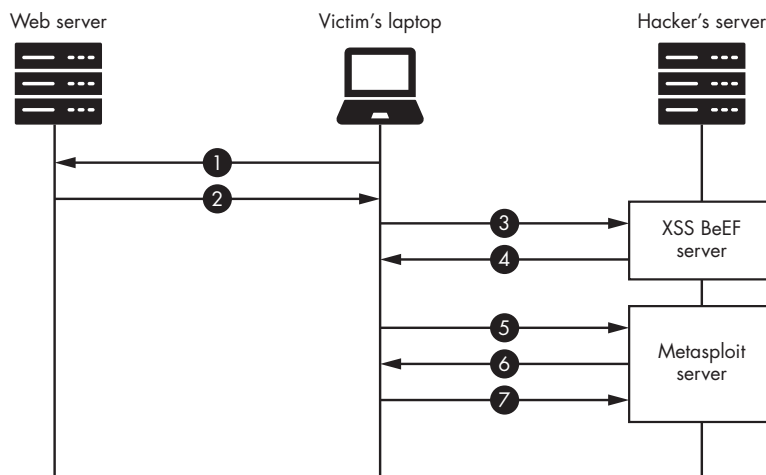 Web server
Victim's laptop
Hacker's server
1
2
3
XSS BeEF
server
4
5
Metasploit
server
6
7